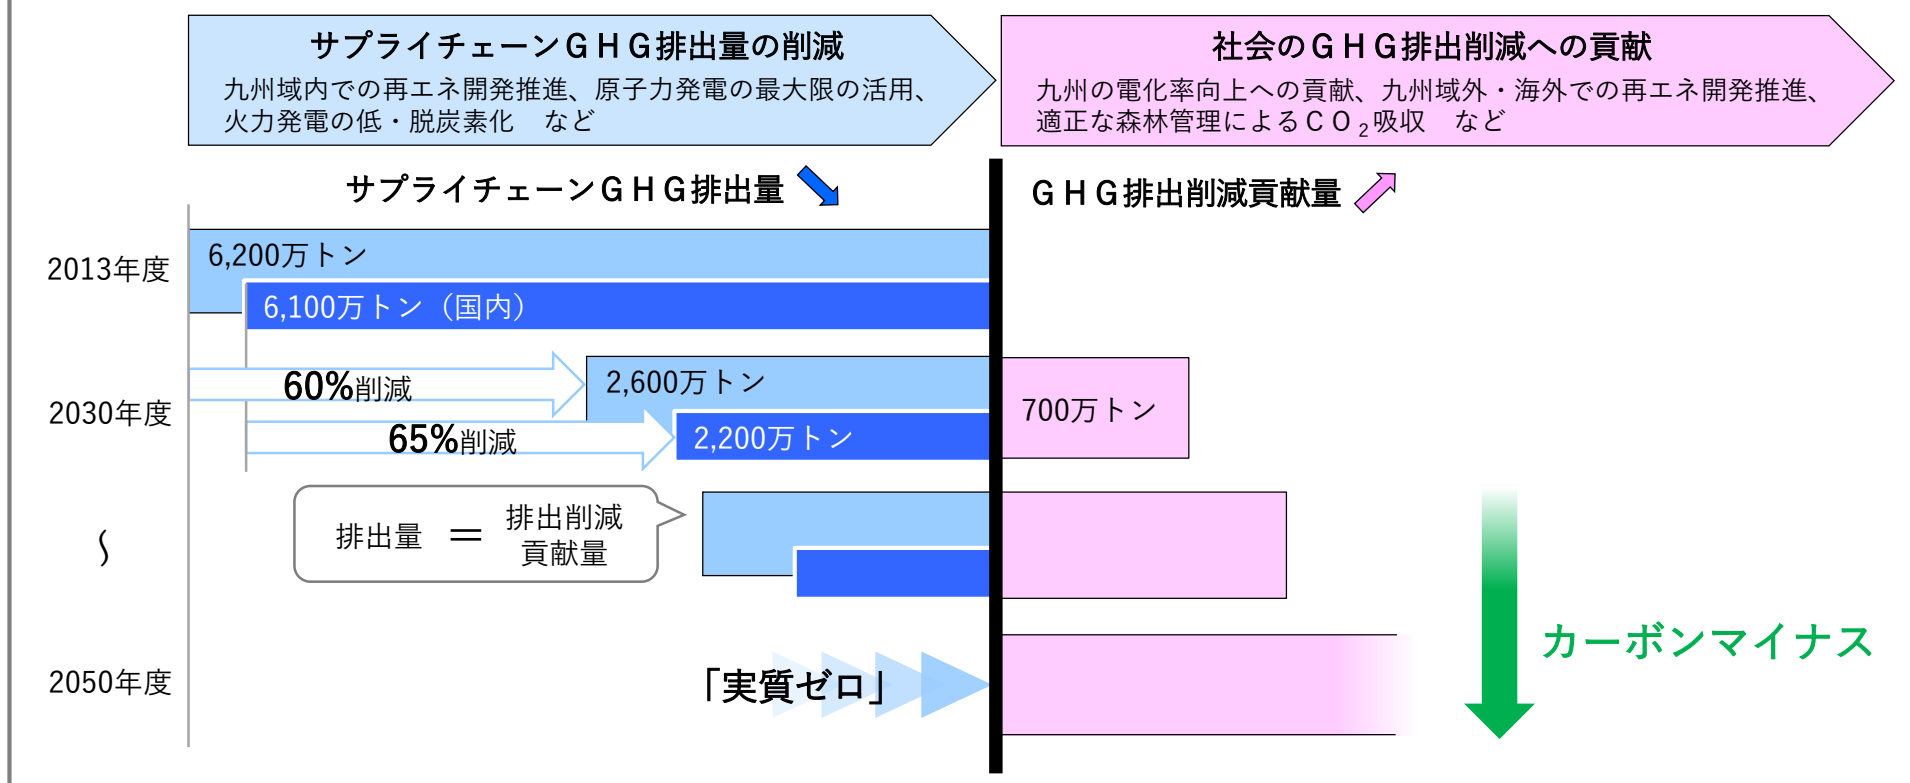 サプライチェーンＧＨＧ排出量の削減
九州域内での再エネ開発推進、原子力発電の最大限の活用、
火力発電の低・脱炭素化　など
社会のＧＨＧ排出削減への貢献
九州の電化率向上への貢献、九州域外・海外での再エネ開発推進、
適正な森林管理によるＣＯ₂吸収　など
サプライチェーンＧＨＧ排出量
ＧＨＧ排出削減貢献量
2013年度
6,200万トン
6,100万トン（国内）
2030年度
60%削減
2,600万トン
65%削減
2,200万トン
700万トン
～
排出量 ＝ 排出削減
貢献量
カーボンマイナス
2050年度
「実質ゼロ」